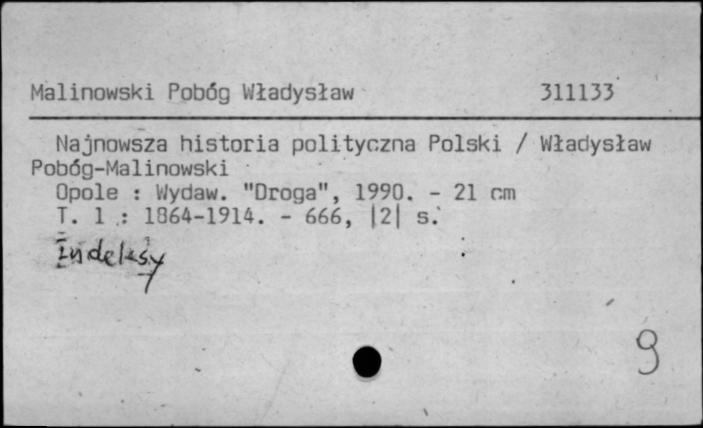 Malinowski Pobóg Władysław 311133
Najnowsza historia polityczna Polski / Władysław
Pobóg-Malinowski
Opole : Wydaw. "Droga", 1990. - 21 cm
T. 1 : 1864-1914. - 666, |2| s.
Indeksy
9